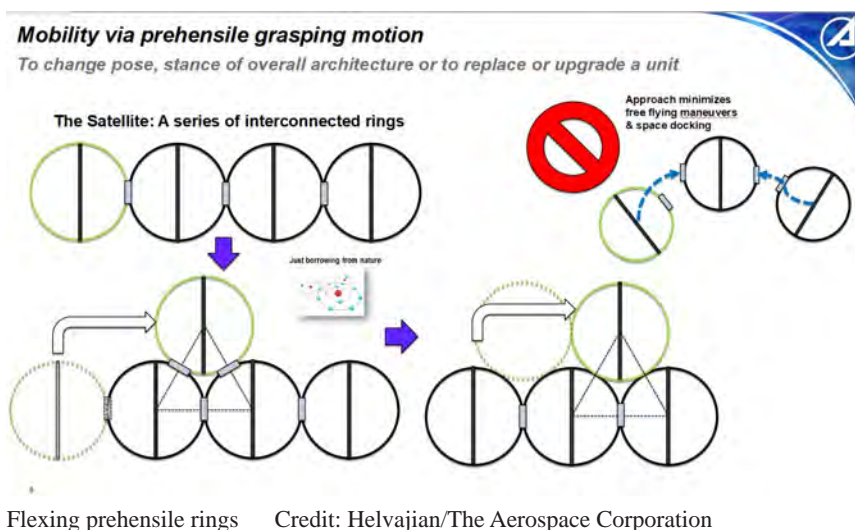 Mobility via prehensile grasping motion
To change pose, stance of overall architecture or to replace or upgrade a unit
The Satellite: A series of interconnected rings
Approach minimizes
free flying maneuvers
& space docking
Just borrowing from nature
Flexing prehensile rings Credit: Helvajian/The Aerospace Corporation